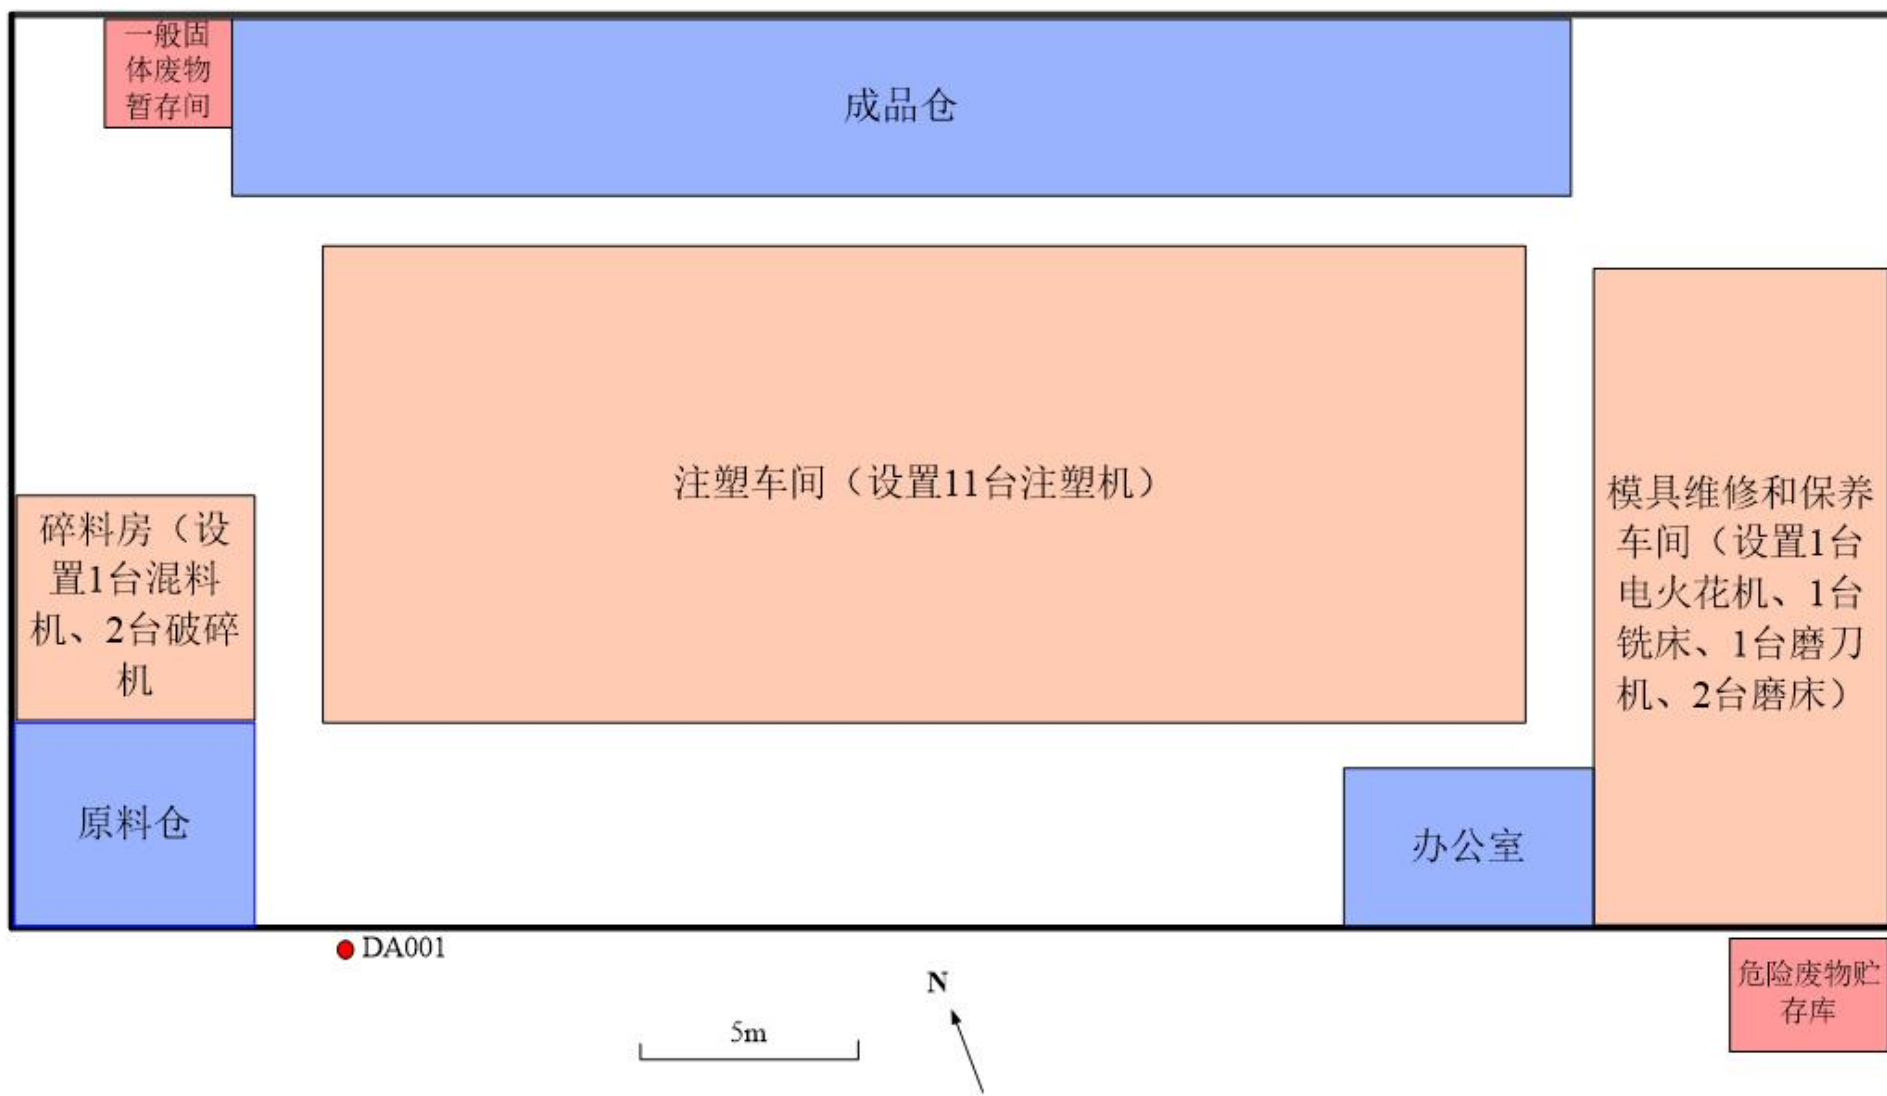 一般固
体废物
暂存间
成品仓
注塑车间（设置11台注塑机）
碎料房（设
置1台混料
机、2台破碎
机
模具维修和保养
车间（设置1台
电火花机、1台
铣床、1台磨刀
机、2台磨床）
原料仓
办公室
DA001
危险废物贮
存库
N
5m